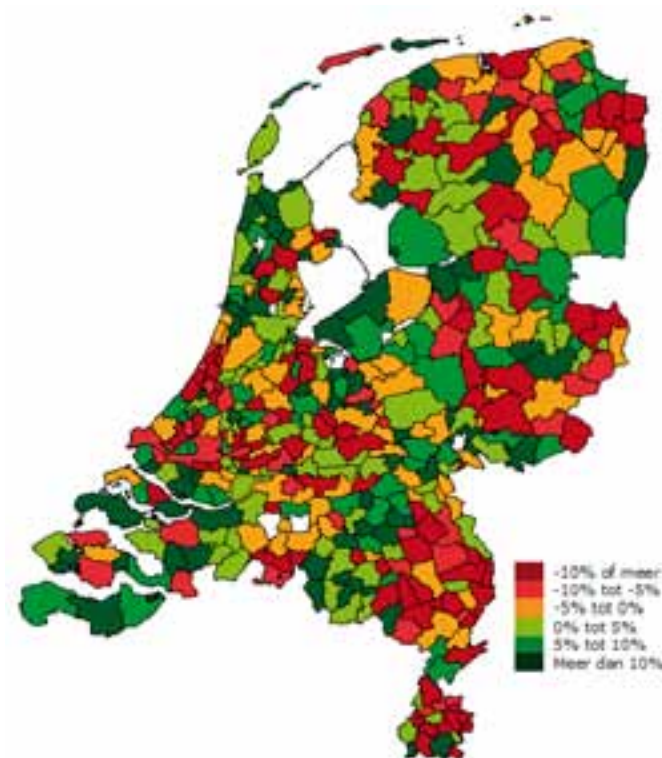 -10% of meer
-10% tot -5%
-5% tot 0%
0% tot 5%
5% tot 10%
Meer dan 10%